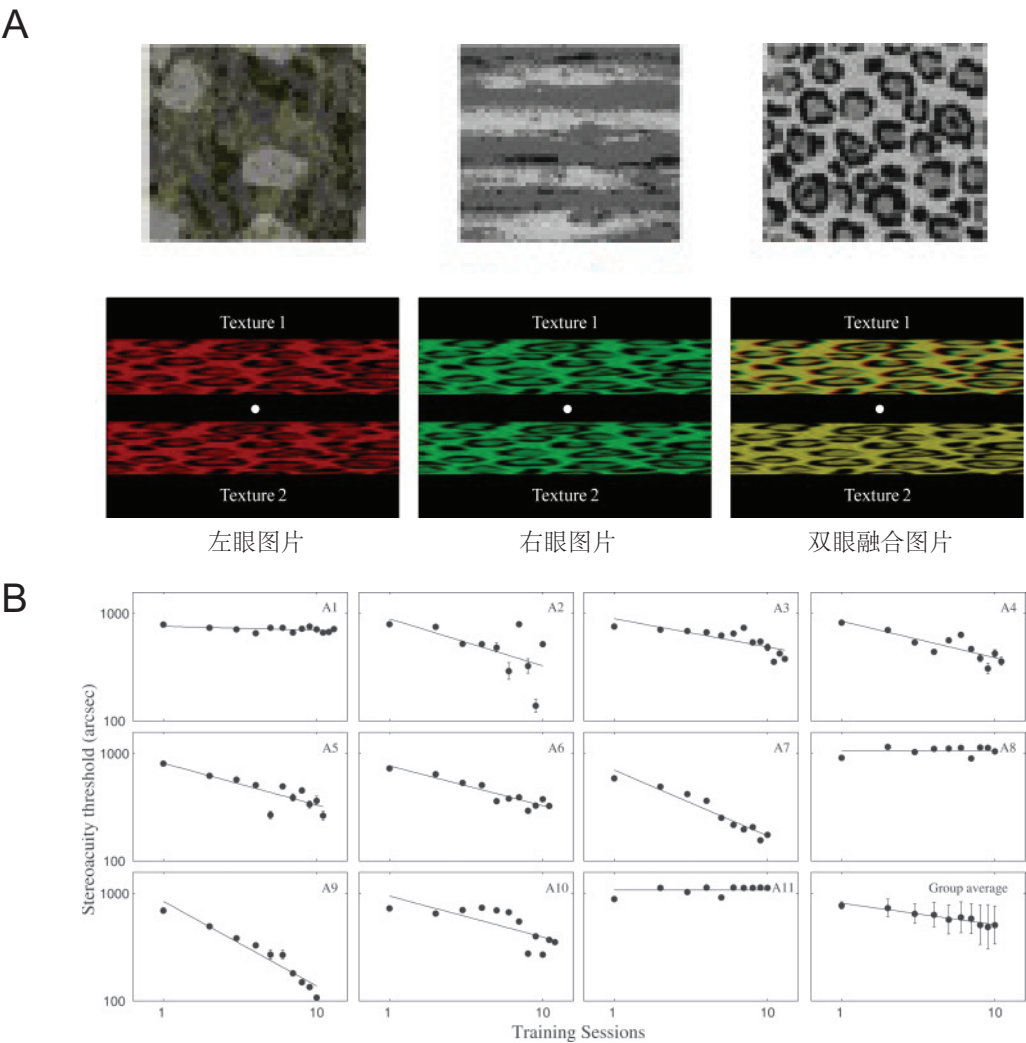 A
Texture 1
Texture 2
Texture 1
Texture 2
Texture 1
Texture 2
左眼图片
右眼图片
双眼融合图片
B
Stereoacuity threshold (arcsec)
1000
100
A1
A2
A3
A4
1000
100
A5
A6
A7
A8
1000
100
A9
A10
A11
Group average
1
10
1
10
1
10
1
10
Training Sessions